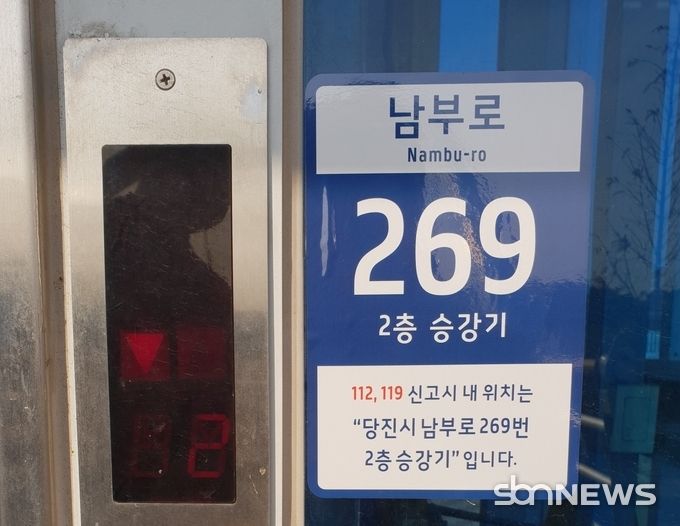 남부로
Nambu-ro
269
2층 승강기
112, 119 신고시 내 위치는
“당진시 남부로 269번
2층 승강기”입니다.
2
sbnNEWS